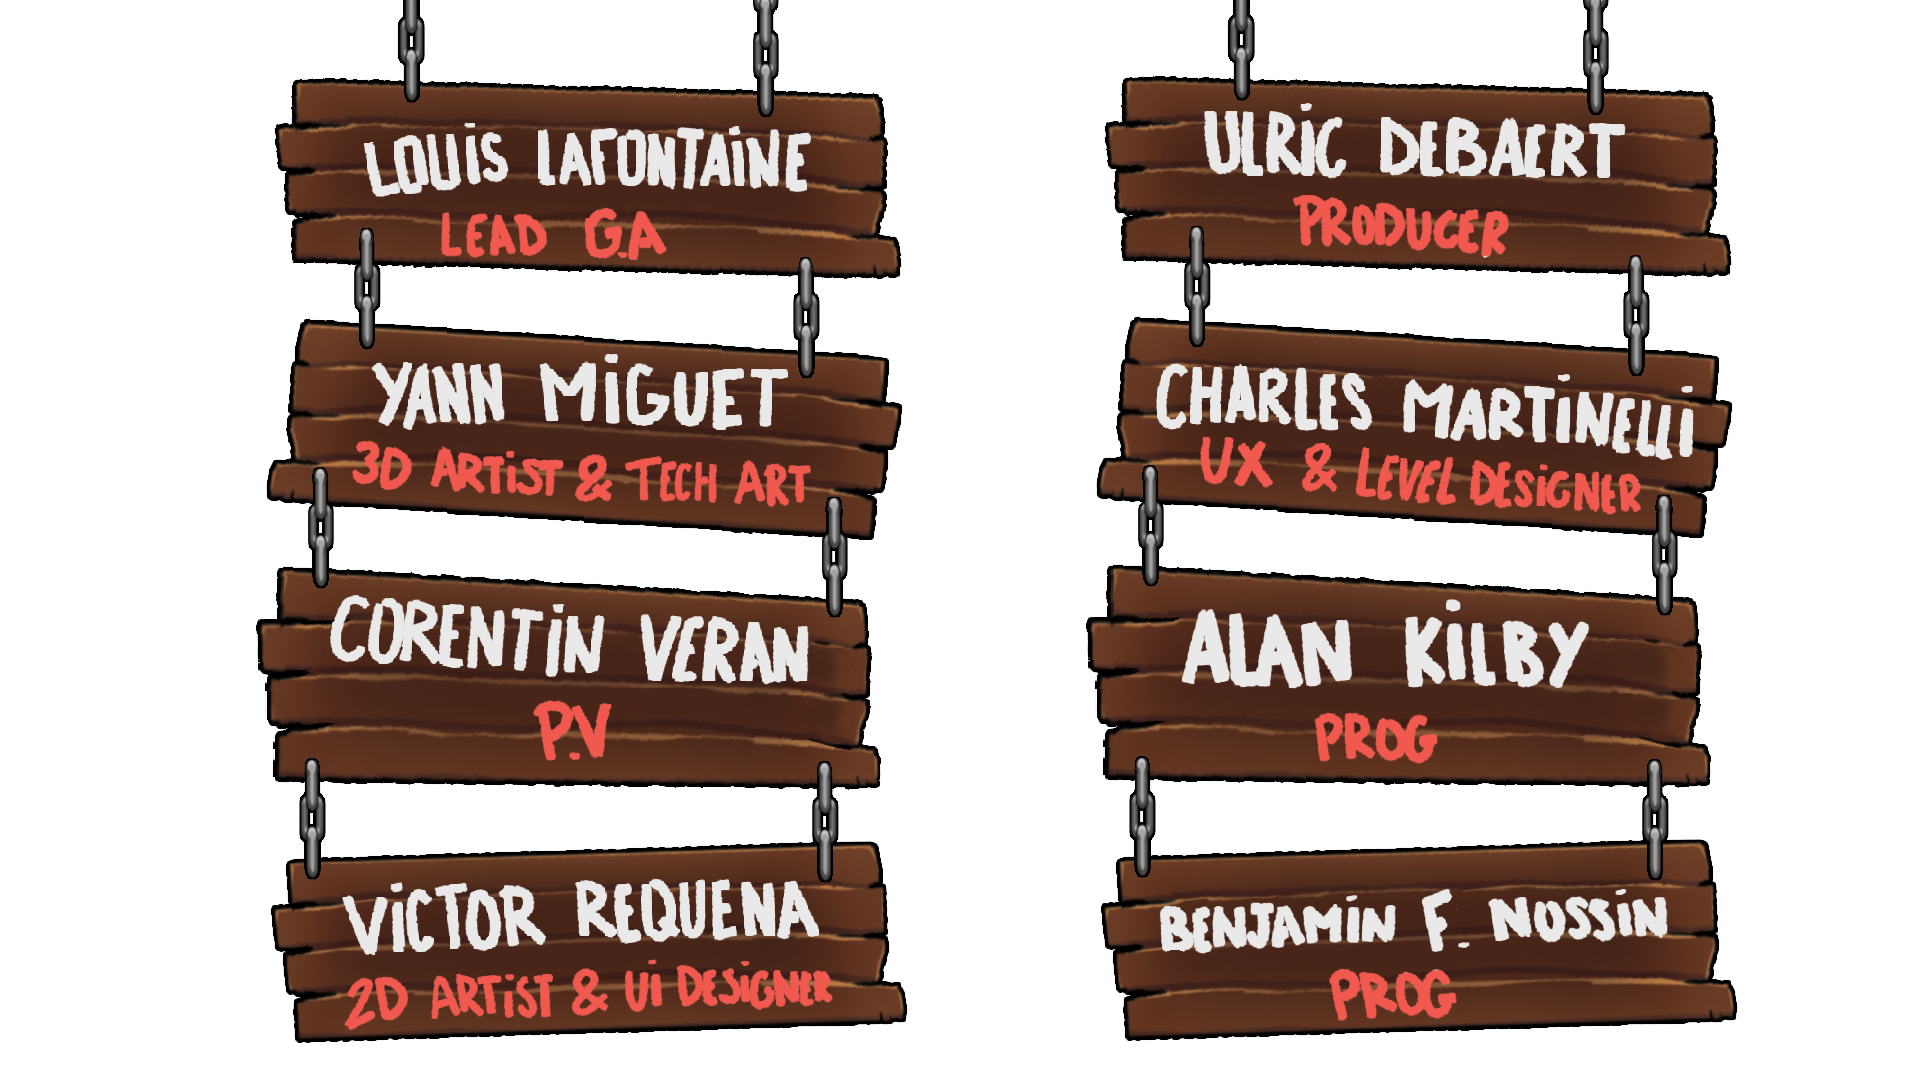 LOUiS LAFONTAiNE
LEAD G.A
YANN MiGUET
3D ARTiST & TECH ART
CORENTiN VERAN
P.V
ViCTOR REQUENA
2D ARTiST & Ui DESiGNER
ULRiC DEBAERT
PRODUCER
CHARLES MARTiNELLi
UX & LEVEL DESiGNER
ALAN KiLBY
PROG
BENJAMiN F. NOSSiN
PROG